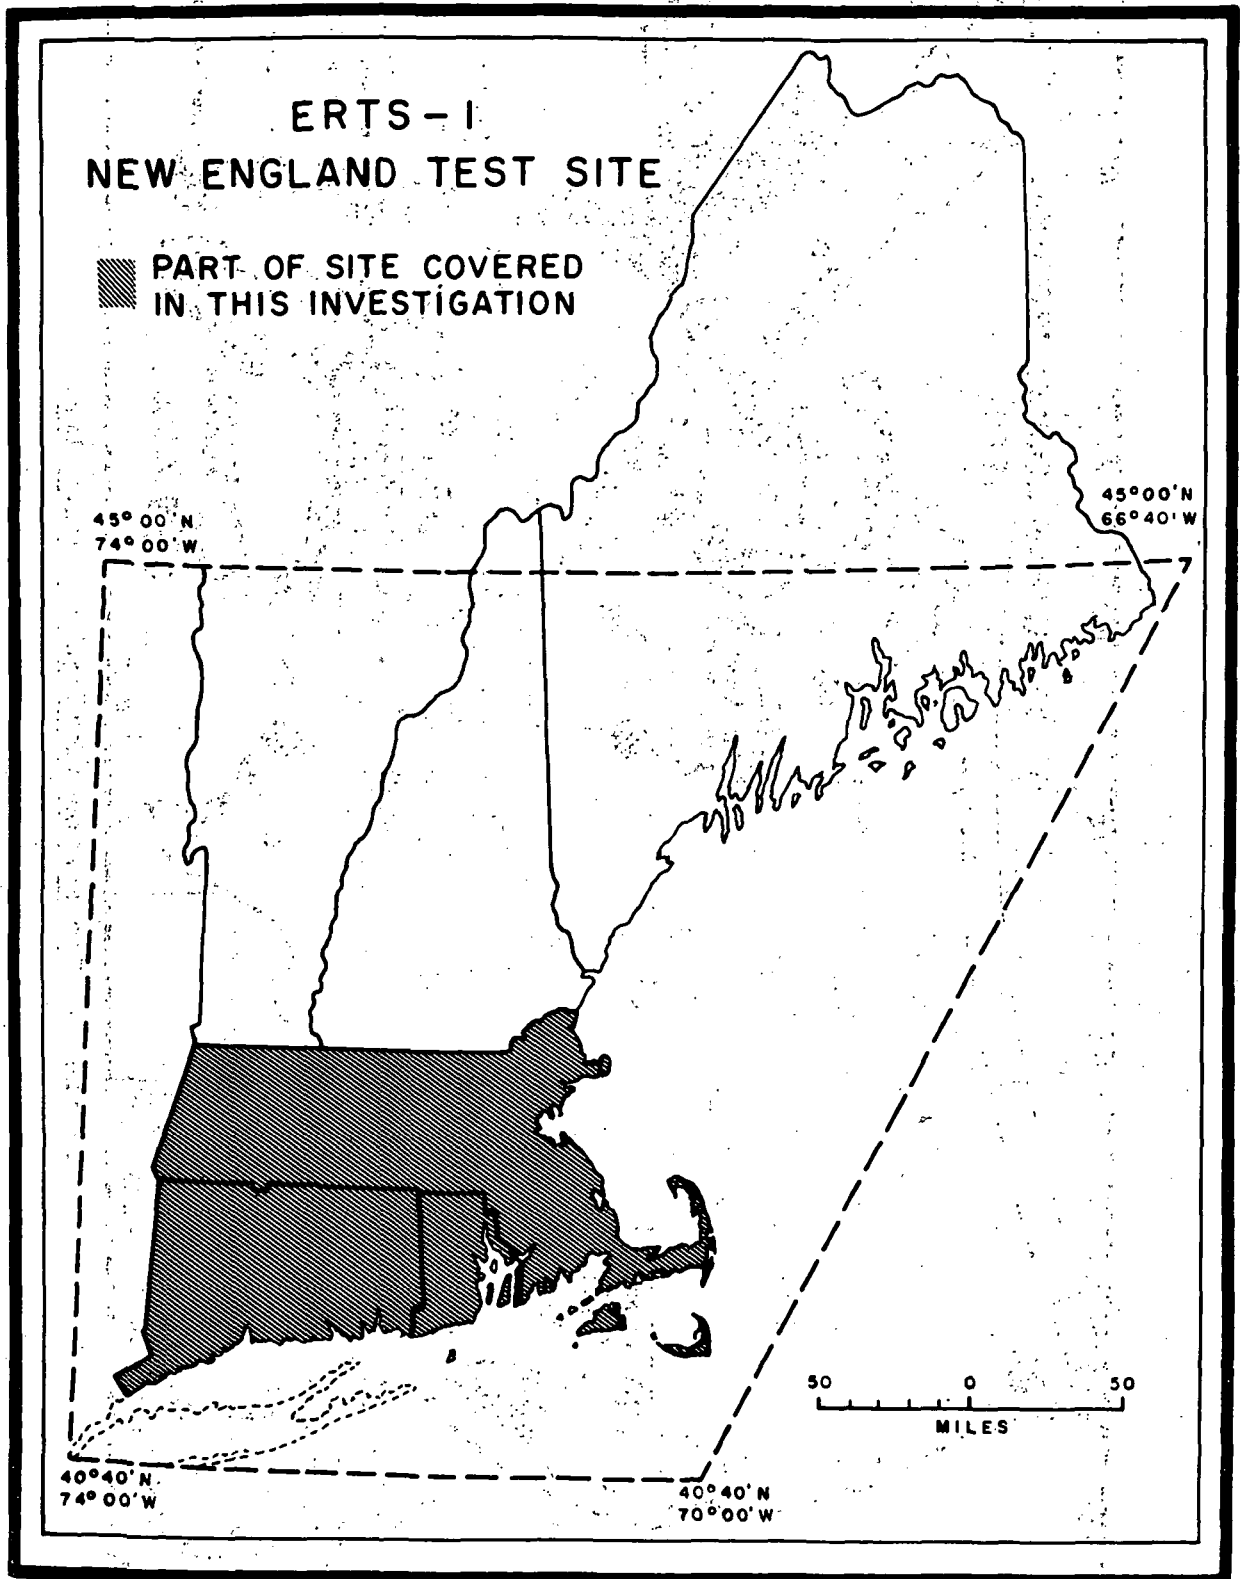 ERTS-1
NEW ENGLAND TEST SITE
PART OF SITE COVERED
IN THIS INVESTIGATION
45°00'N
74°00'W
45°00'N
66°40'W
50 0 50
MILES
40°40'N
74°00'W
40°40'N
70°00'W